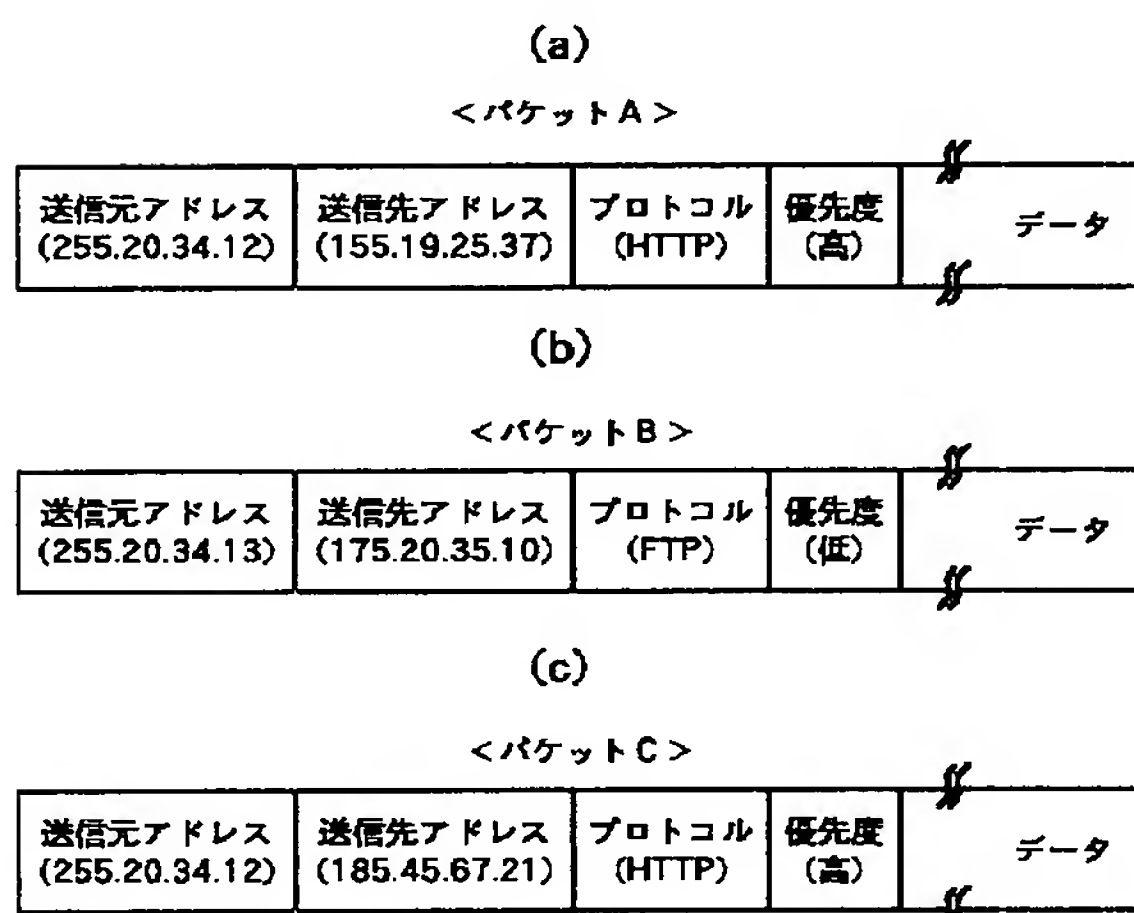 (a)
<パケットA>
送信元アドレス 送信先アドレス プロトコル 優先度 データ
(255.20.34.12) (155.19.25.37) (HTTP) (高)
(b)
<パケットB>
送信元アドレス 送信先アドレス プロトコル 優先度 データ
(255.20.34.13) (175.20.35.10) (FTP) (低)
(c)
<パケットC>
送信元アドレス 送信先アドレス プロトコル 優先度 データ
(255.20.34.12) (185.45.67.21) (HTTP) (高)